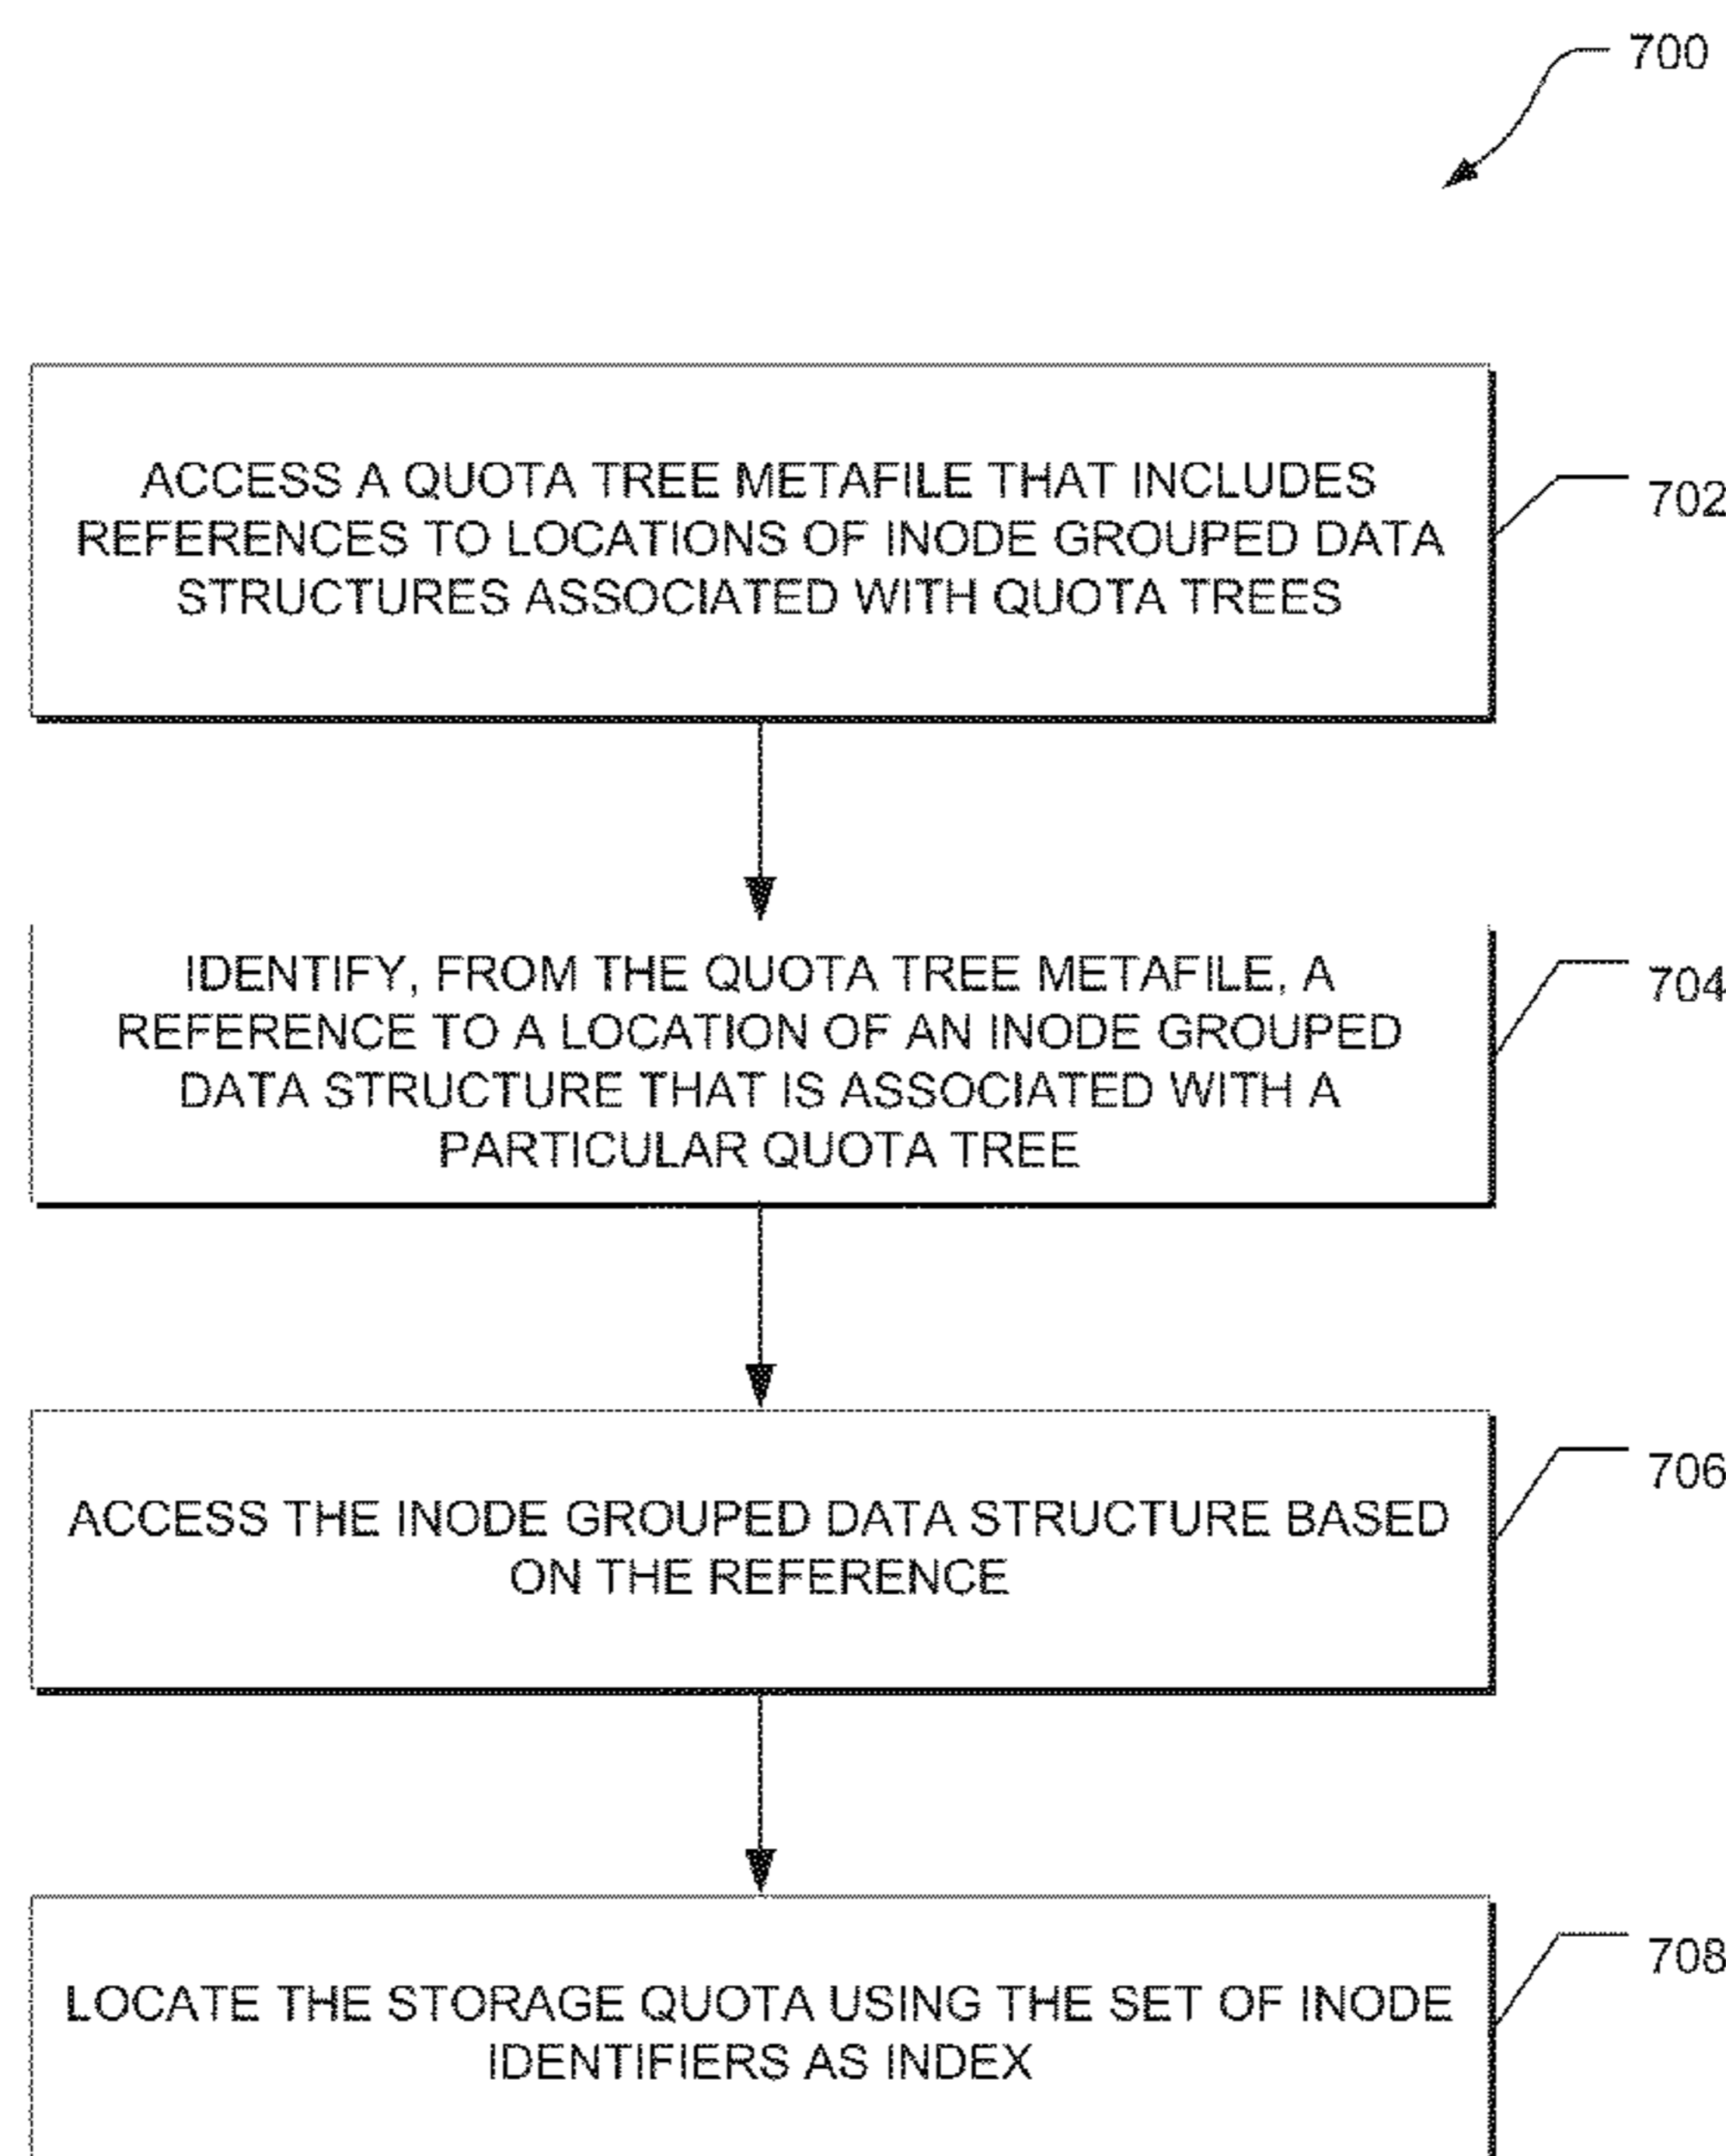 700
ACCESS A QUOTA TREE METAFILE THAT INCLUDES
REFERENCES TO LOCATIONS OF INODE GROUPED DATA
STRUCTURES ASSOCIATED WITH QUOTA TREES
702
IDENTIFY, FROM THE QUOTA TREE METAFILE, A
REFERENCE TO A LOCATION OF AN INODE GROUPED
DATA STRUCTURE THAT IS ASSOCIATED WITH A
PARTICULAR QUOTA TREE
704
ACCESS THE INODE GROUPED DATA STRUCTURE BASED
ON THE REFERENCE
706
LOCATE THE STORAGE QUOTA USING THE SET OF INODE
IDENTIFIERS AS INDEX
708